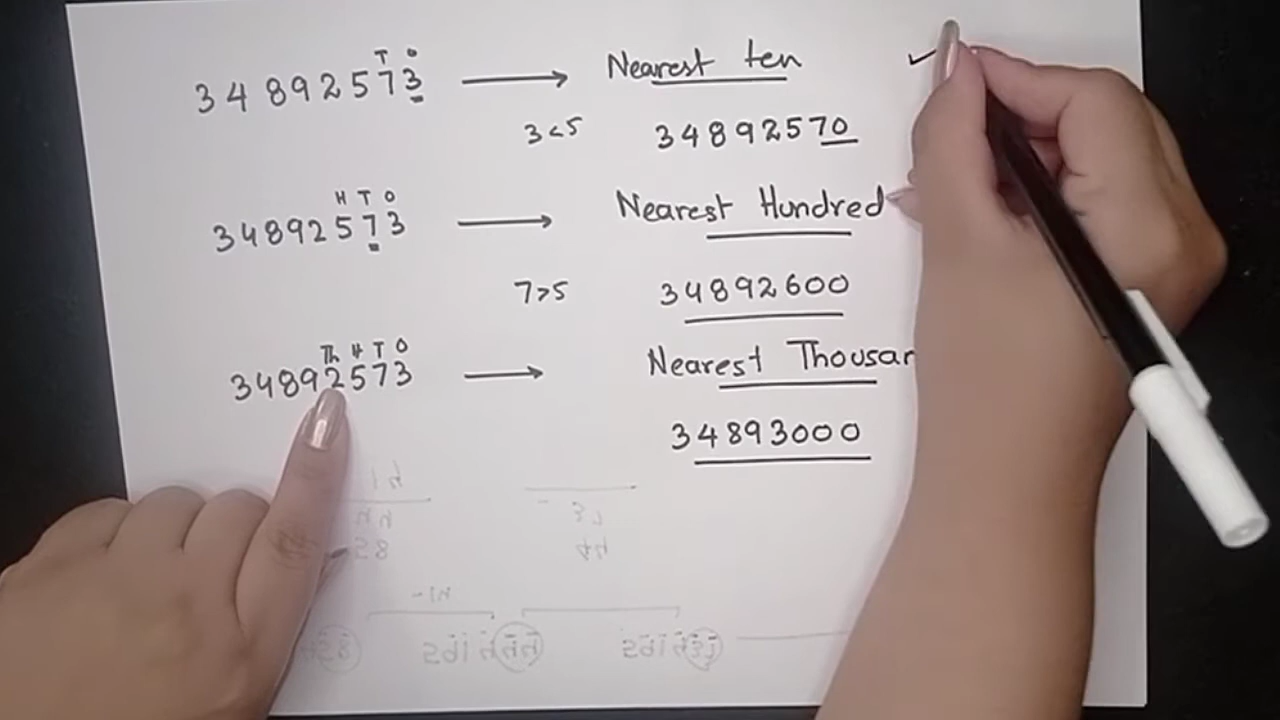 T O
34892573 → Nearest ten ✓
3<5 34892570
H T O
34892573 → Nearest Hundred
7>5 34892600
Th H T O
34892573 → Nearest Thousan
34893000